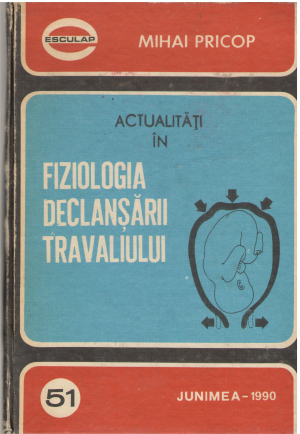 ESCULAP
MIHAI PRICOP
ACTUALITĂȚI
ÎN
FIZIOLOGIA
DECLANȘĂRII
TRAVALIULUI
51
JUNIMEA-1990